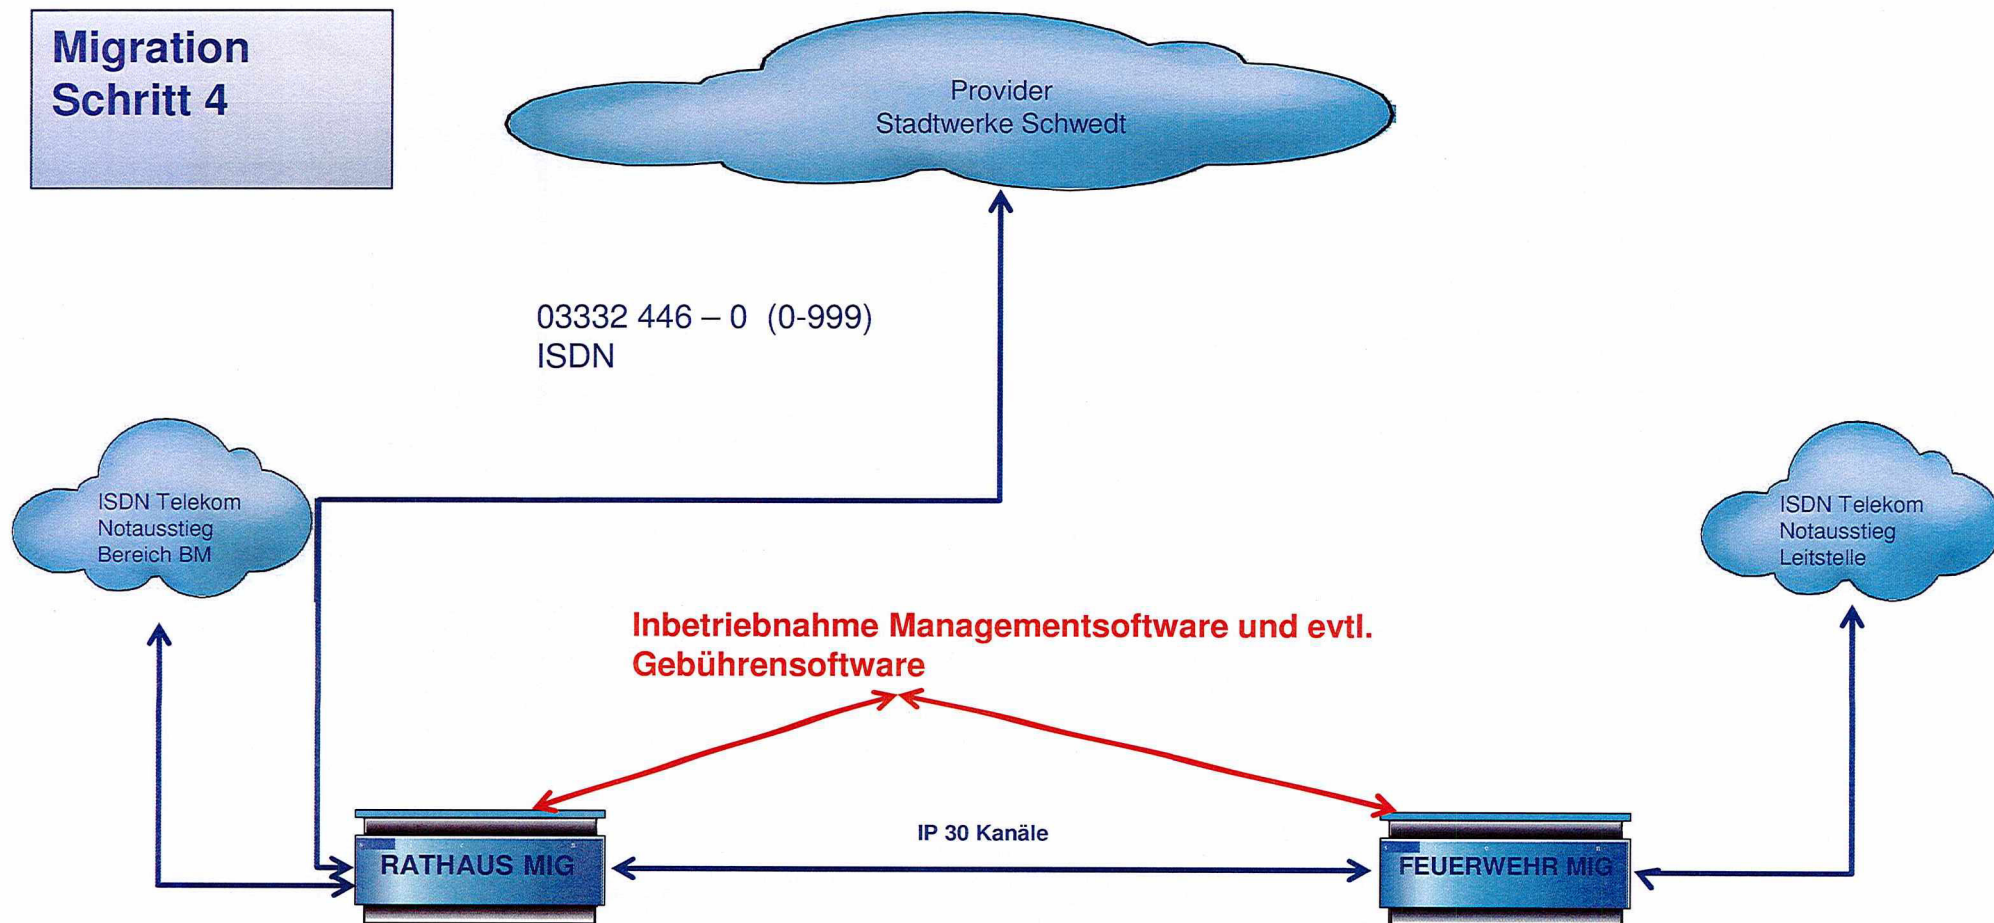 Migration
Schritt 4
Provider
Stadtwerke Schwedt
03332 446 – 0  (0-999)
ISDN
ISDN Telekom
Notausstieg
Bereich BM
ISDN Telekom
Notausstieg
Leitstelle
Inbetriebnahme Managementsoftware und evtl.
Gebührensoftware
IP 30 Kanäle
RATHAUS MIG
FEUERWEHR MIG